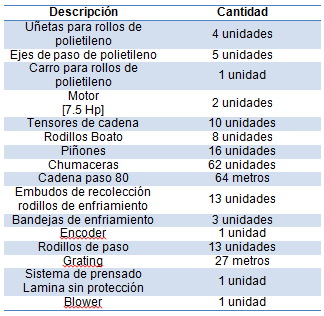 Descripción Cantidad
Uñetas para rollos de
polietileno 4 unidades
Ejes de paso de polietileno 5 unidades
Carro para rollos de
polietileno 1 unidad
Motor
[7.5 Hp] 2 unidades
Tensores de cadena 10 unidades
Rodillos Boato 8 unidades
Piñones 16 unidades
Chumaceras 62 unidades
Cadena paso 80 64 metros
Embudos de recolección
rodillos de enfriamiento 13 unidades
Bandejas de enfriamiento 3 unidades
Encoder 1 unidad
Rodillos de paso 13 unidades
Grating 27 metros
Sistema de prensado
Lamina sin protección 1 unidad
Blower 1 unidad